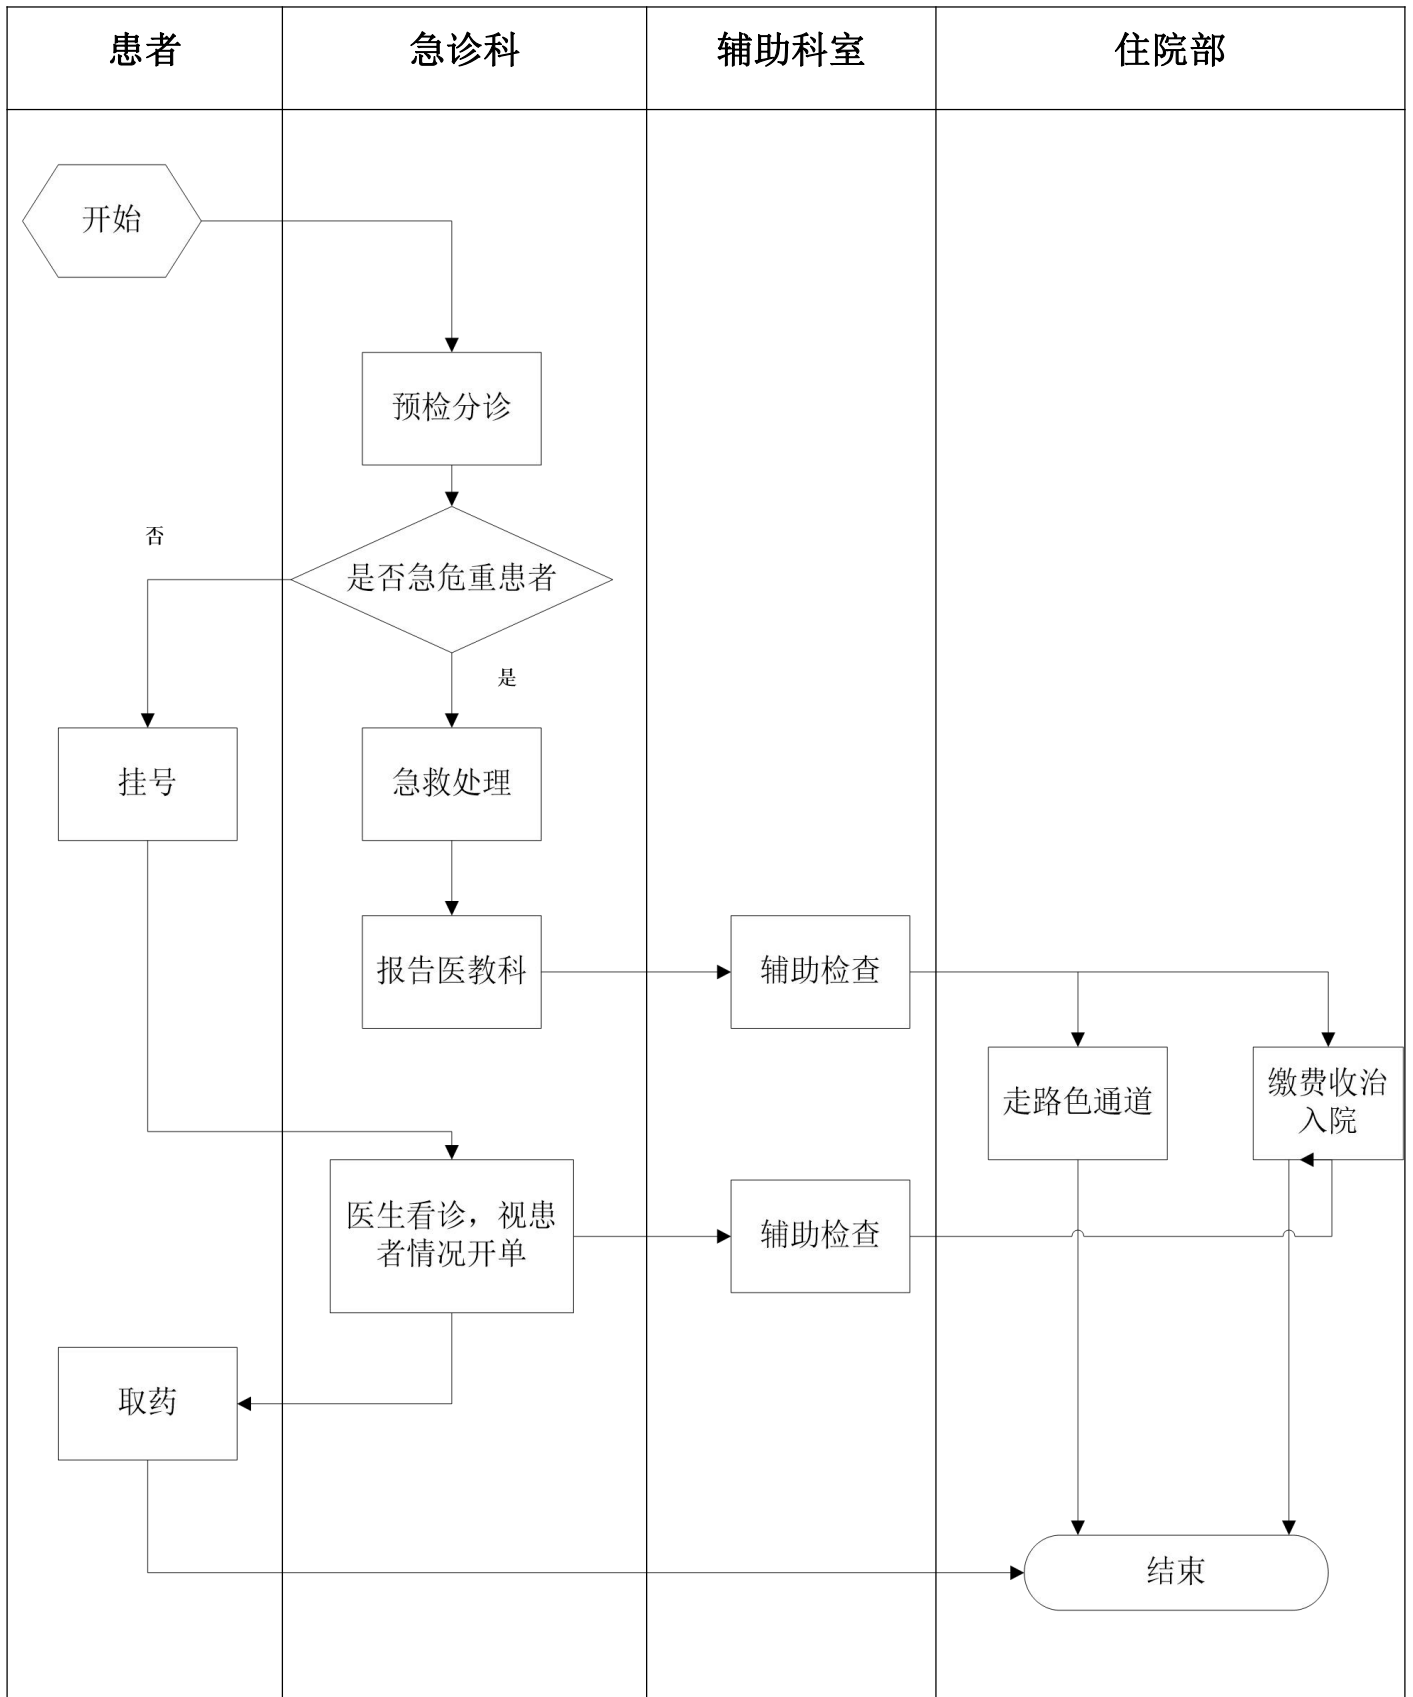 患者
急诊科
辅助科室
住院部
开始
预检分诊
否
是否急危重患者
是
挂号
急救处理
报告医教科
辅助检查
走路色通道
缴费收治
入院
医生看诊，视患
者情况开单
辅助检查
取药
结束